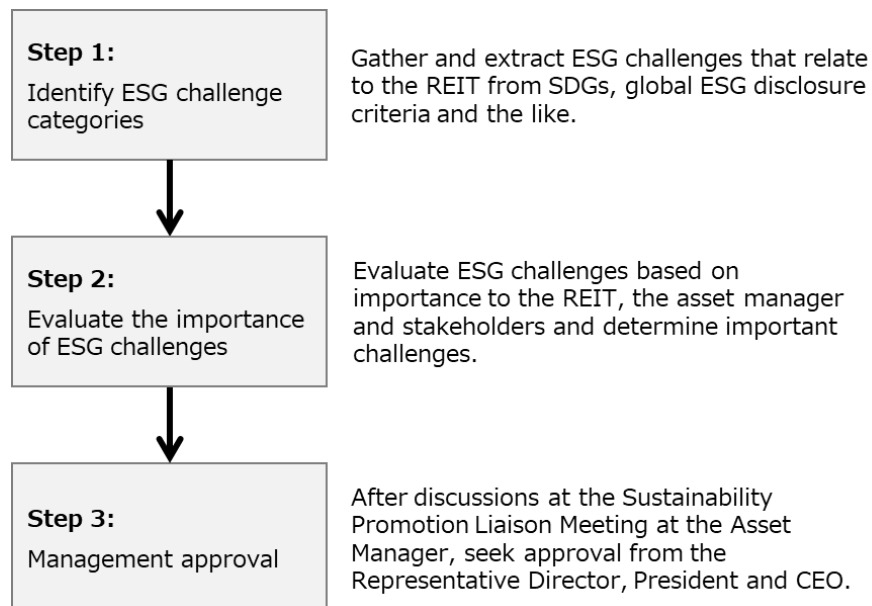 Step 1:
Identify ESG challenge
categories
Gather and extract ESG challenges that relate
to the REIT from SDGs, global ESG disclosure
criteria and the like.
Step 2:
Evaluate the importance
of ESG challenges
Evaluate ESG challenges based on
importance to the REIT, the asset manager
and stakeholders and determine important
challenges.
Step 3:
Management approval
After discussions at the Sustainability
Promotion Liaison Meeting at the Asset
Manager, seek approval from the
Representative Director, President and CEO.